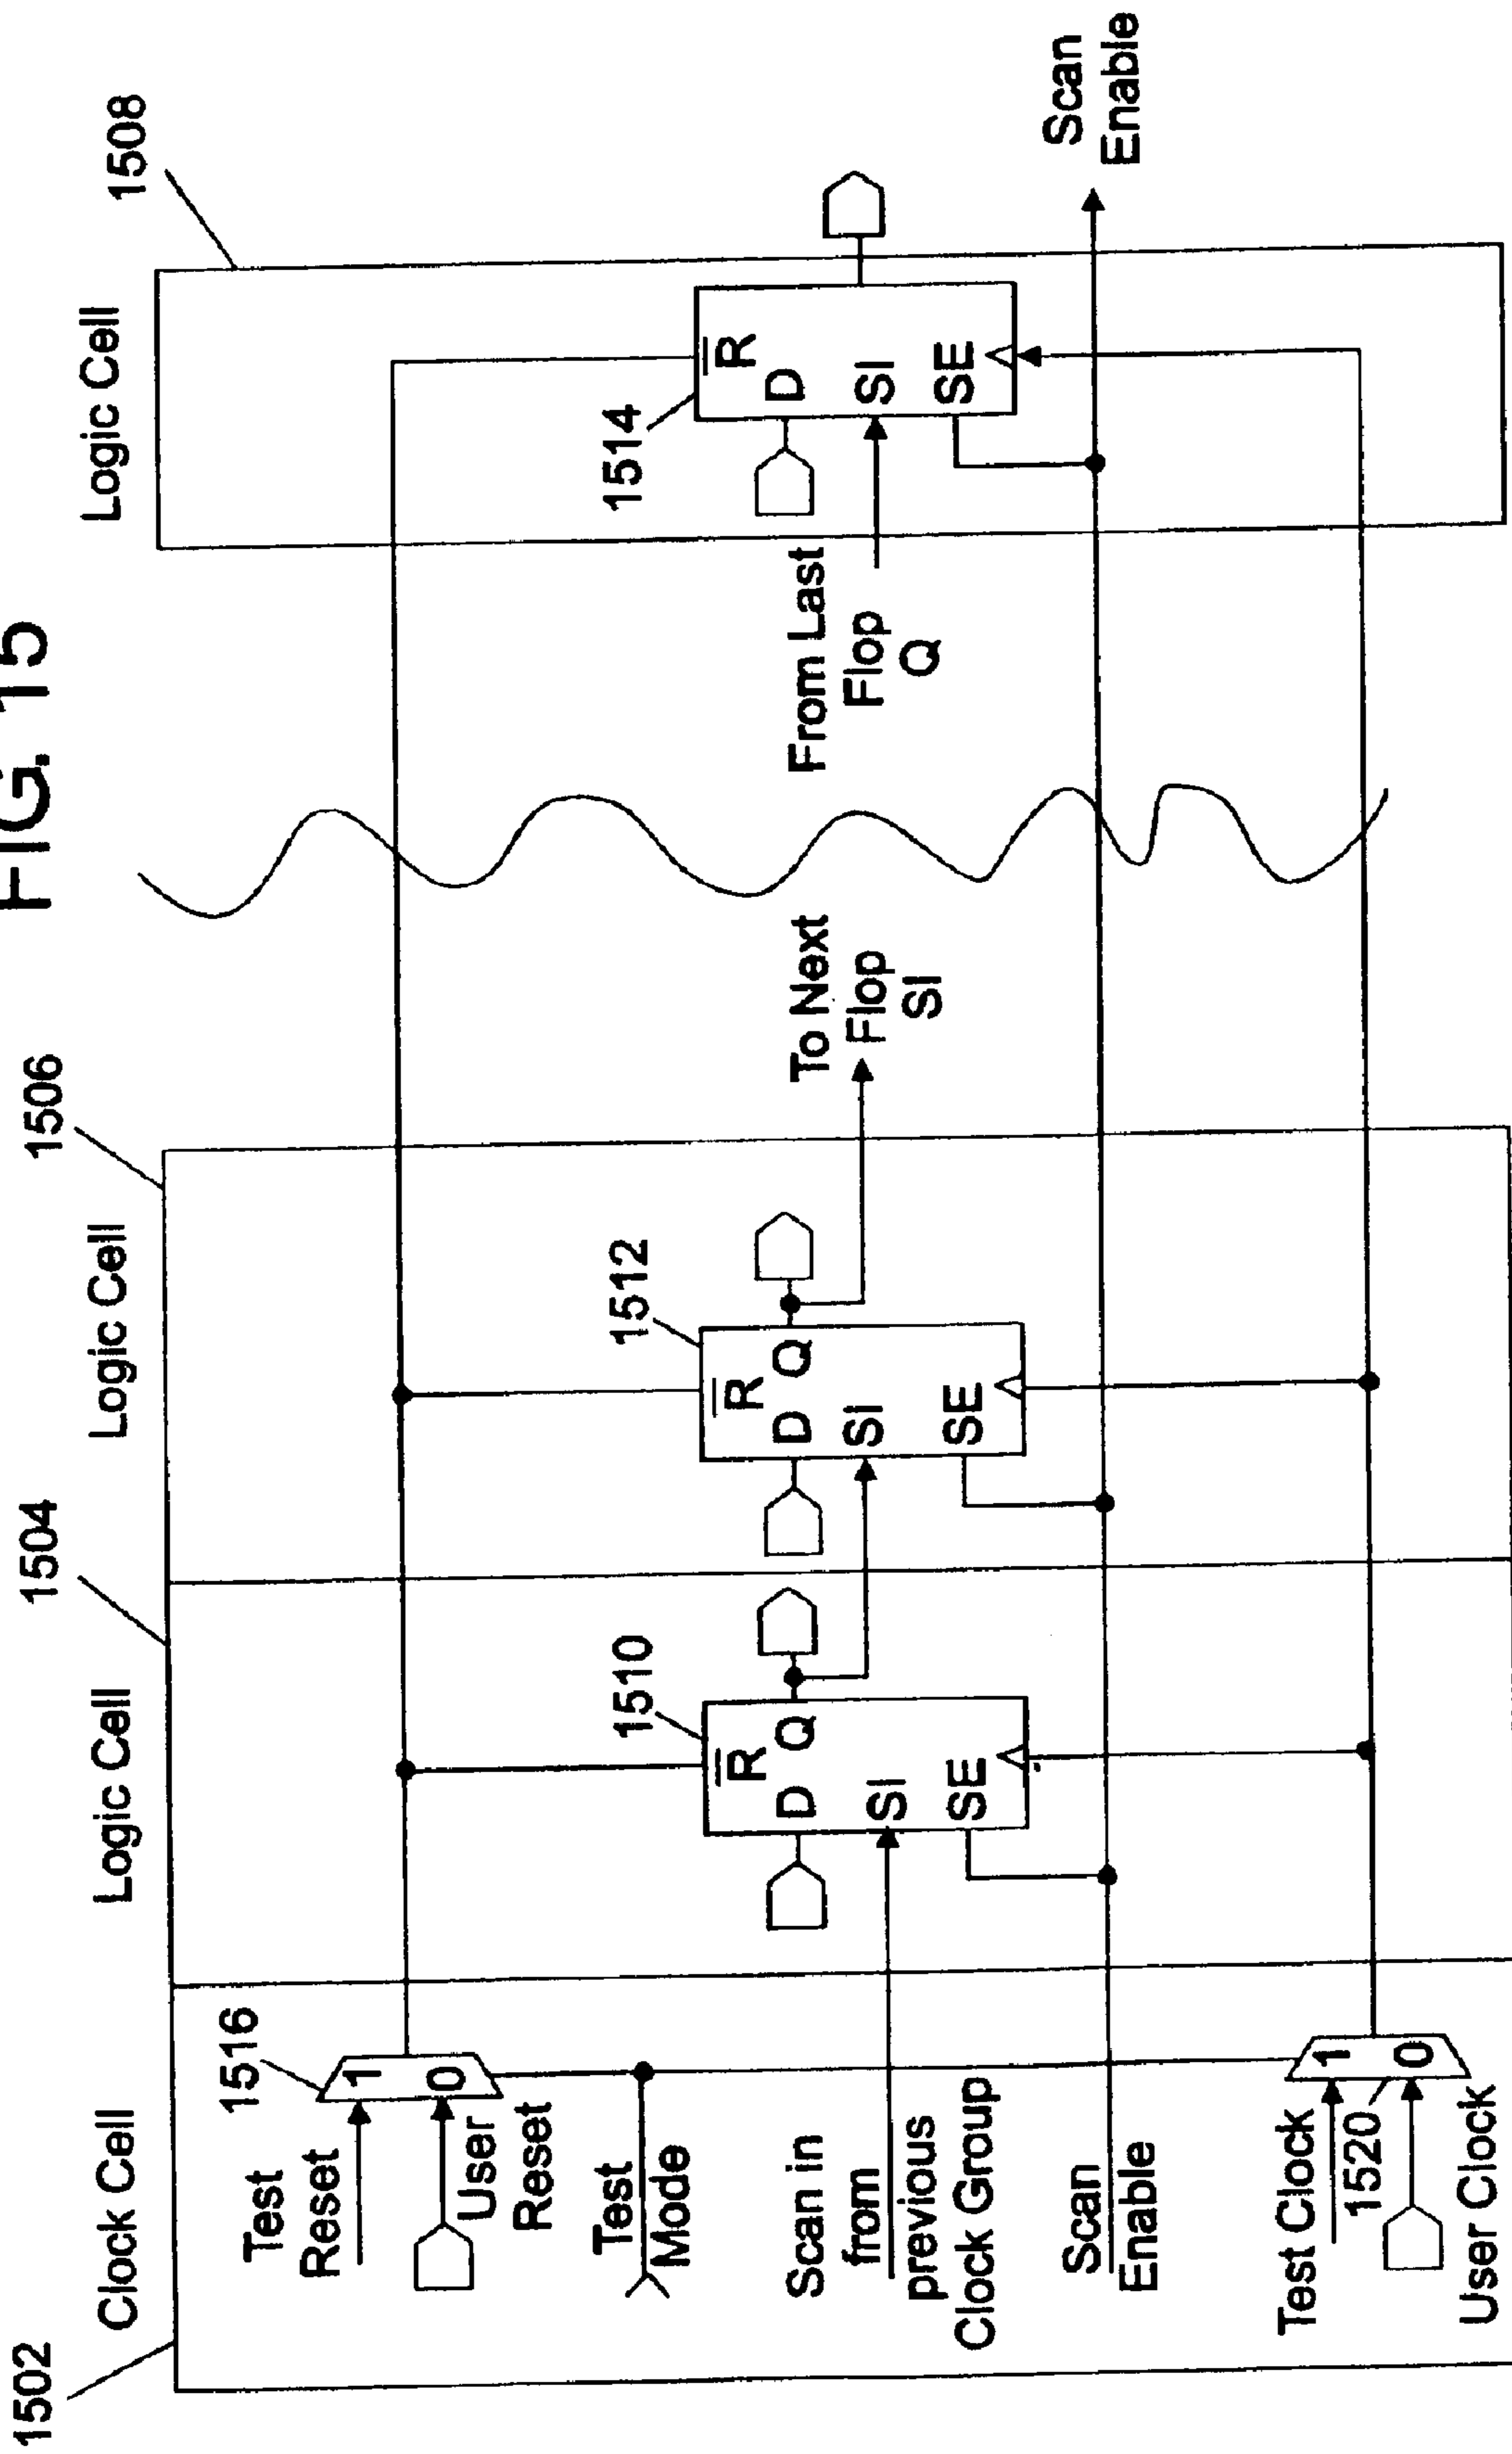 FIG. 15
1502
1504
1506
1508
Clock Cell
Logic Cell
Logic Cell
Logic Cell
1516
Test
Reset
1
0
User
Reset
Test
Mode
Scan in
from
previous
Clock Group
Scan
Enable
Test Clock
1520
1
0
User Clock
1510
R
D Q
SI
SE
1512
R
D Q
SI
SE
To Next
Flop
SI
From Last
Flop
Q
1514
R
D
SI
SE
Scan
Enable